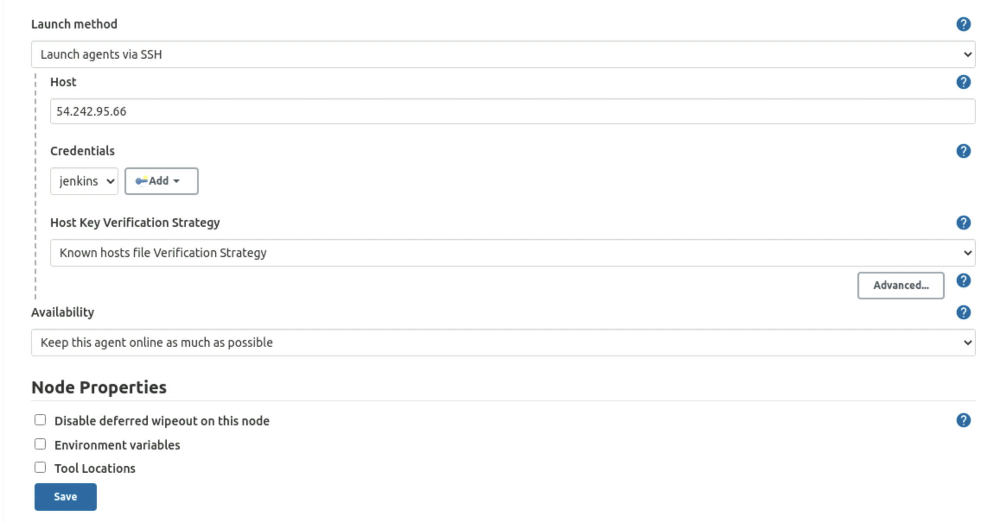 Launch method
Launch agents via SSH
Host
54.242.95.66
Credentials
jenkins Add
Host Key Verification Strategy
Known hosts file Verification Strategy
Advanced...
Availability
Keep this agent online as much as possible
Node Properties
Disable deferred wipeout on this node
Environment variables
Tool Locations
Save